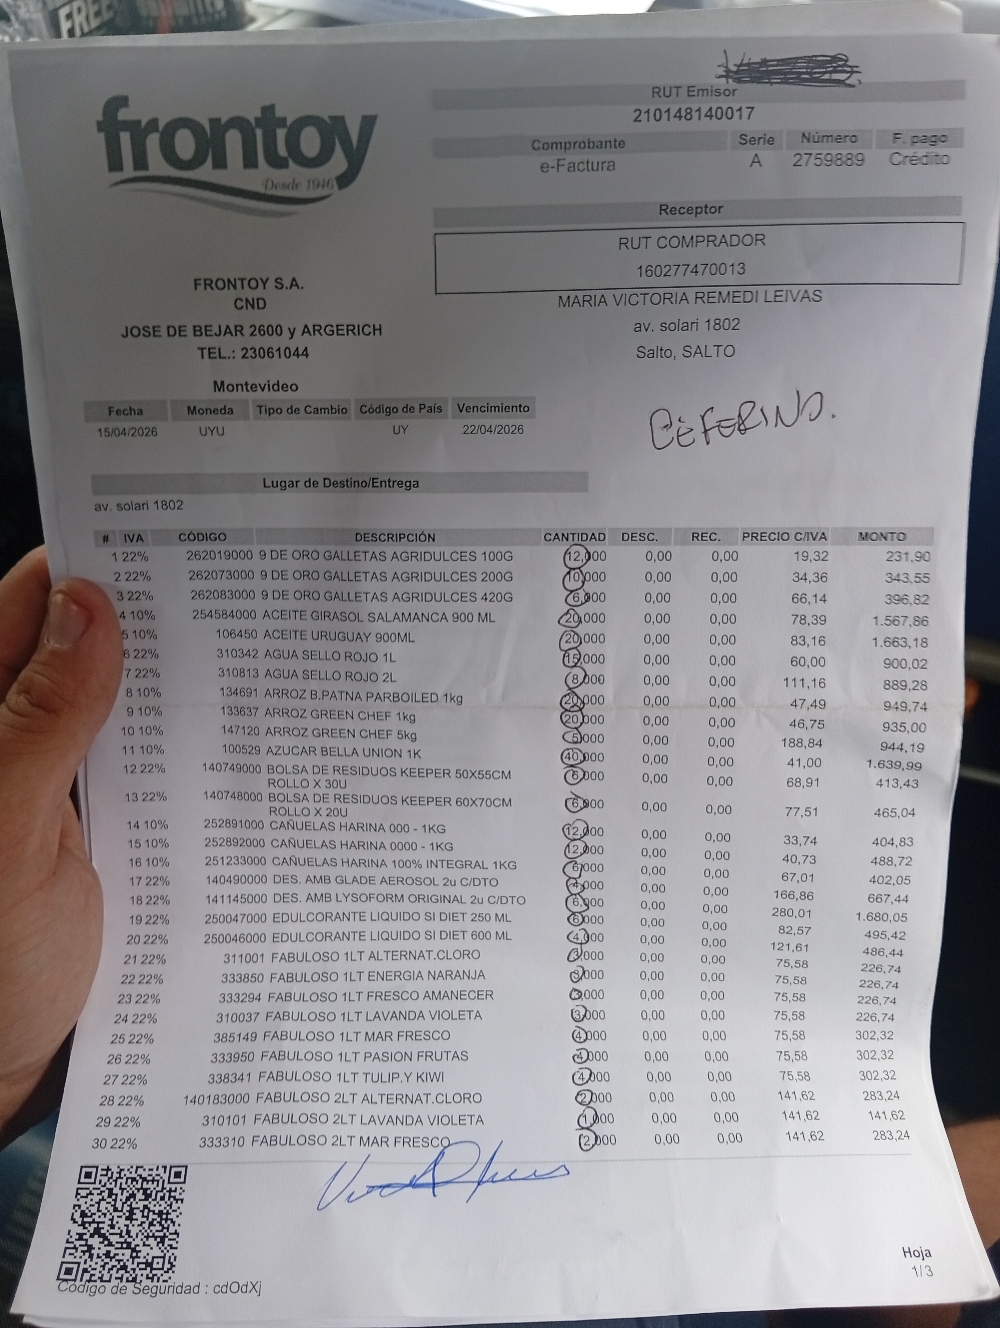 FREE
frontoy
Desde 1946
RUT Emisor
210148140017
Comprobante Serie Número F. pago
e-Factura A 2759889 Crédito
Receptor
RUT COMPRADOR
160277470013
MARIA VICTORIA REMEDI LEIVAS
av. solari 1802
Salto, SALTO
FRONTOY S.A.
CND
JOSE DE BEJAR 2600 y ARGERICH
TEL.: 23061044
Montevideo
Fecha Moneda Tipo de Cambio Código de País Vencimiento
15/04/2026 UYU UY 22/04/2026
CEFERINO.
Lugar de Destino/Entrega
av. solari 1802
# IVA CÓDIGO DESCRIPCIÓN CANTIDAD DESC. REC. PRECIO C/IVA MONTO
1 22% 262019000 9 DE ORO GALLETAS AGRIDULCES 100G 12,000 0,00 0,00 19,32 231,90
2 22% 262073000 9 DE ORO GALLETAS AGRIDULCES 200G 10,000 0,00 0,00 34,36 343,55
3 22% 262083000 9 DE ORO GALLETAS AGRIDULCES 420G 6,000 0,00 0,00 66,14 396,82
4 10% 254584000 ACEITE GIRASOL SALAMANCA 900 ML 20,000 0,00 0,00 78,39 1.567,86
5 10% 106450 ACEITE URUGUAY 900ML 20,000 0,00 0,00 83,16 1.663,18
6 22% 310342 AGUA SELLO ROJO 1L 15,000 0,00 0,00 60,00 900,02
7 22% 310813 AGUA SELLO ROJO 2L 8,000 0,00 0,00 111,16 889,28
8 10% 134691 ARROZ B.PATNA PARBOILED 1kg 20,000 0,00 0,00 47,49 949,74
9 10% 133637 ARROZ GREEN CHEF 1kg 20,000 0,00 0,00 46,75 935,00
10 10% 147120 ARROZ GREEN CHEF 5kg 5,000 0,00 0,00 188,84 944,19
11 10% 100529 AZUCAR BELLA UNION 1K 40,000 0,00 0,00 41,00 1.639,99
12 22% 140749000 BOLSA DE RESIDUOS KEEPER 50X55CM 6,000 0,00 0,00 68,91 413,43
ROLLO X 30U
13 22% 140748000 BOLSA DE RESIDUOS KEEPER 60X70CM 6,000 0,00 0,00 77,51 465,04
ROLLO X 20U
14 10% 252891000 CAÑUELAS HARINA 000 - 1KG 12,000 0,00 0,00 33,74 404,83
15 10% 252892000 CAÑUELAS HARINA 0000 - 1KG 12,000 0,00 0,00 40,73 488,72
16 10% 251233000 CAÑUELAS HARINA 100% INTEGRAL 1KG 6,000 0,00 0,00 67,01 402,05
17 22% 140490000 DES. AMB GLADE AEROSOL 2u C/DTO 4,000 0,00 0,00 166,86 667,44
18 22% 141145000 DES. AMB LYSOFORM ORIGINAL 2u C/DTO 6,000 0,00 0,00 280,01 1.680,05
19 22% 250047000 EDULCORANTE LIQUIDO SI DIET 250 ML 6,000 0,00 0,00 82,57 495,42
20 22% 250046000 EDULCORANTE LIQUIDO SI DIET 600 ML 4,000 0,00 0,00 121,61 486,44
21 22% 311001 FABULOSO 1LT ALTERNAT.CLORO 3,000 0,00 0,00 75,58 226,74
22 22% 333850 FABULOSO 1LT ENERGIA NARANJA 3,000 0,00 0,00 75,58 226,74
23 22% 333294 FABULOSO 1LT FRESCO AMANECER 3,000 0,00 0,00 75,58 226,74
24 22% 310037 FABULOSO 1LT LAVANDA VIOLETA 3,000 0,00 0,00 75,58 226,74
25 22% 385149 FABULOSO 1LT MAR FRESCO 4,000 0,00 0,00 75,58 302,32
26 22% 333950 FABULOSO 1LT PASION FRUTAS 4,000 0,00 0,00 75,58 302,32
27 22% 338341 FABULOSO 1LT TULIP.Y KIWI 4,000 0,00 0,00 75,58 302,32
28 22% 140183000 FABULOSO 2LT ALTERNAT.CLORO 2,000 0,00 0,00 141,62 283,24
29 22% 310101 FABULOSO 2LT LAVANDA VIOLETA 1,000 0,00 0,00 141,62 141,62
30 22% 333310 FABULOSO 2LT MAR FRESCO 2,000 0,00 0,00 141,62 283,24
Código de Seguridad : cdOdXj
Hoja
1/3